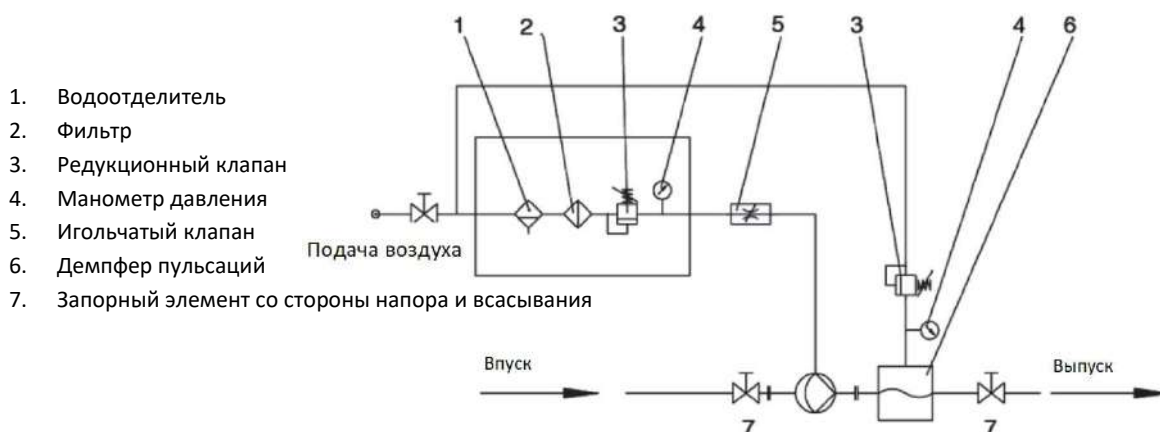 1 2 3 4 5 3 4 6
1. Водоотделитель
2. Фильтр
3. Редукционный клапан
4. Манометр давления
5. Игольчатый клапан
6. Демпфер пульсаций
7. Запорный элемент со стороны напора и всасывания
Подача воздуха
Впуск
Выпуск
7 7